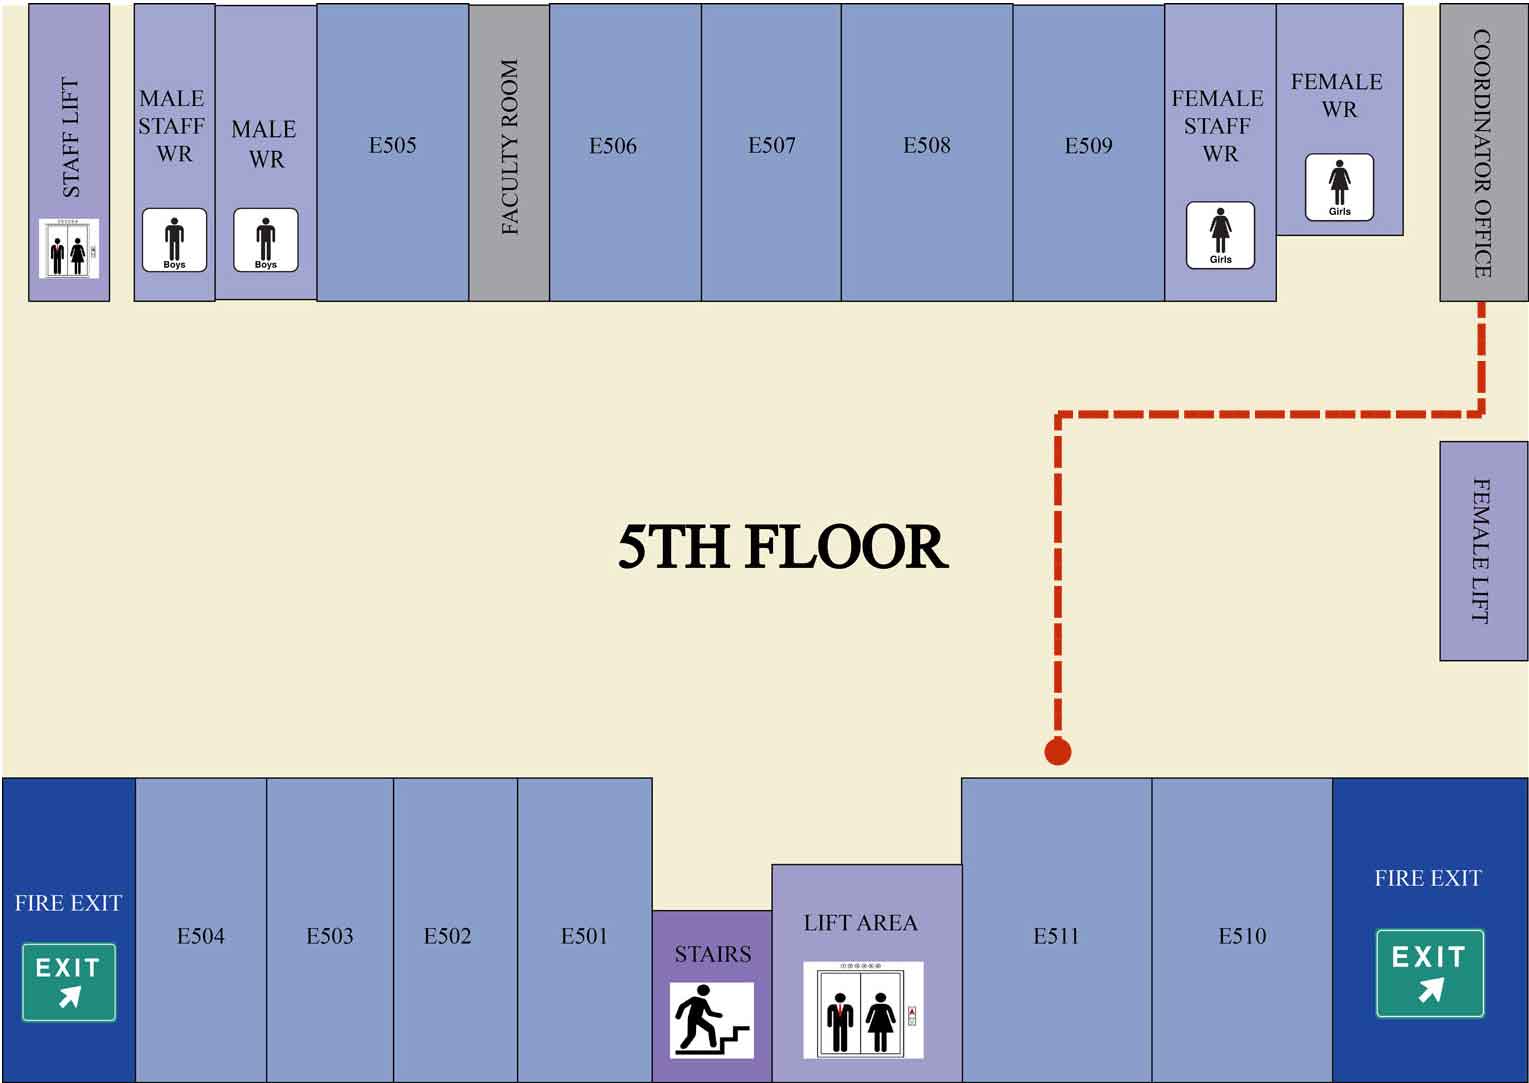 STAFF LIFT
MALE
STAFF
WR
Boys
MALE
WR
Boys
E505
FACULTY ROOM
E506
E507
E508
E509
FEMALE
STAFF
WR
Girls
FEMALE
WR
Girls
COORDINATOR OFFICE
5TH FLOOR
FEMALE LIFT
FIRE EXIT
EXIT
E504
E503
E502
E501
STAIRS
LIFT AREA
E511
E510
FIRE EXIT
EXIT